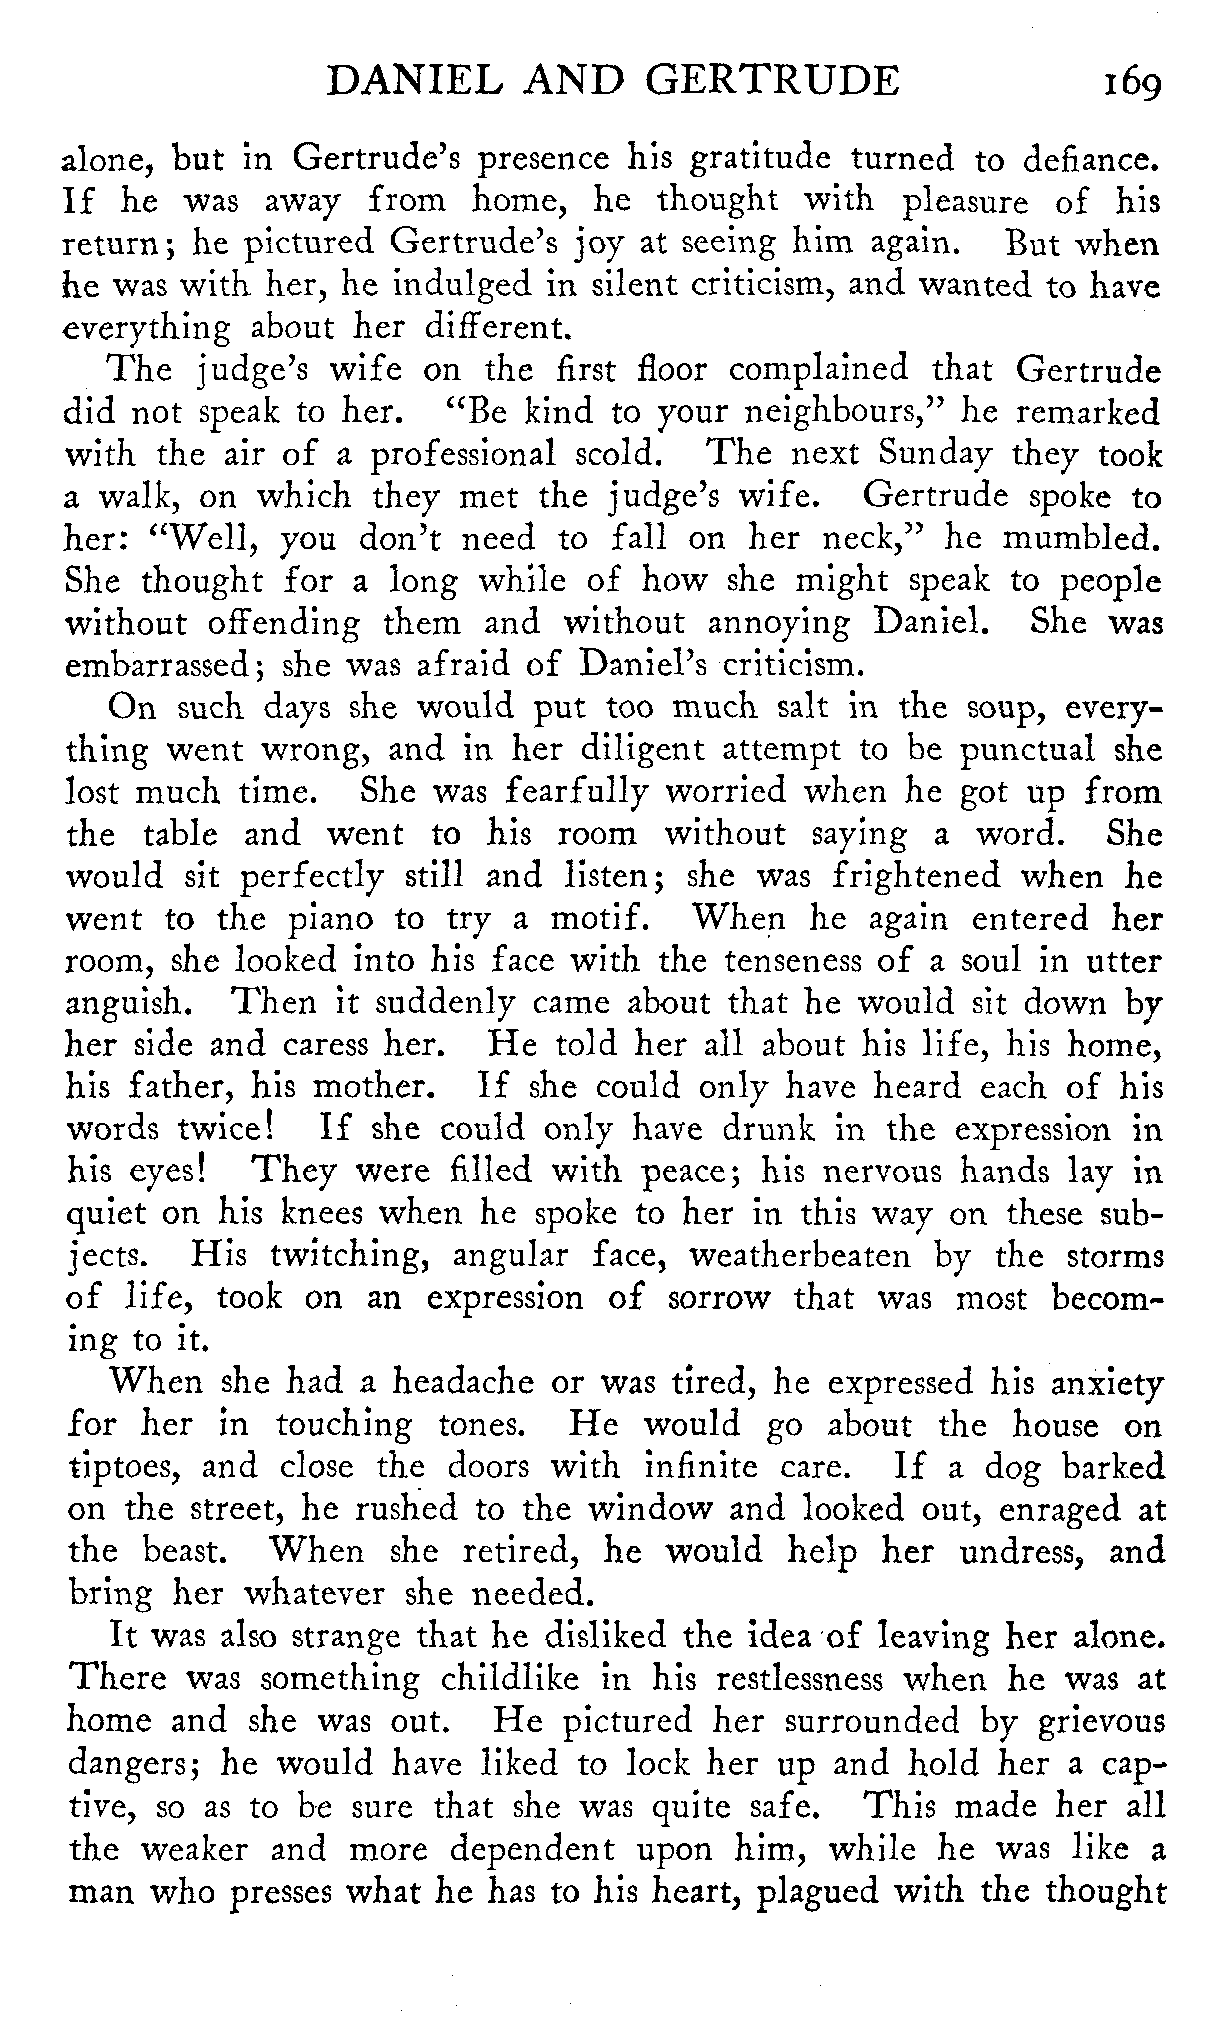 DANIEL AND GERTRUDE 169
alone, but in Gertrude's presence his gratitude turned to defiance.
If he was away from home, he thought with pleasure of his
return; he pictured Gertrude's joy at seeing him again. But when
he was with her, he indulged in silent criticism, and wanted to have
everything about her different.
The judge's wife on the first floor complained that Gertrude
did not speak to her. "Be kind to your neighbours," he remarked
with the air of a professional scold. The next Sunday they took
a walk, on which they met the judge's wife. Gertrude spoke to
her: "Well, you don't need to fall on her neck," he mumbled.
She thought for a long while of how she might speak to people
without offending them and without annoying Daniel. She was
embarrassed; she was afraid of Daniel's criticism.
On such days she would put too much salt in the soup, every-
thing went wrong, and in her diligent attempt to be punctual she
lost much time. She was fearfully worried when he got up from
the table and went to his room without saying a word. She
would sit perfectly still and listen; she was frightened when he
went to the piano to try a motif. When he again entered her
room, she looked into his face with the tenseness of a soul in utter
anguish. Then it suddenly came about that he would sit down by
her side and caress her. He told her all about his life, his home,
his father, his mother. If she could only have heard each of his
words twice! If she could only have drunk in the expression in
his eyes! They were filled with peace; his nervous hands lay in
quiet on his knees when he spoke to her in this way on these sub-
jects. His twitching, angular face, weatherbeaten by the storms
of life, took on an expression of sorrow that was most becom-
ing to it.
When she had a headache or was tired, he expressed his anxiety
for her in touching tones. He would go about the house on
tiptoes, and close the doors with infinite care. If a dog barked
on the street, he rushed to the window and looked out, enraged at
the beast. When she retired, he would help her undress, and
bring her whatever she needed.
It was also strange that he disliked the idea of leaving her alone.
There was something childlike in his restlessness when he was at
home and she was out. He pictured her surrounded by grievous
dangers; he would have liked to lock her up and hold her a cap-
tive, so as to be sure that she was quite safe. This made her all
the weaker and more dependent upon him, while he was like a
man who presses what he has to his heart, plagued with the thought